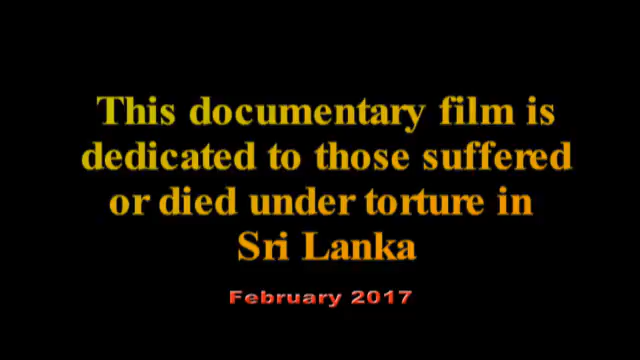 This documentary film is
dedicated to those suffered
or died under torture in
Sri Lanka
February 2017